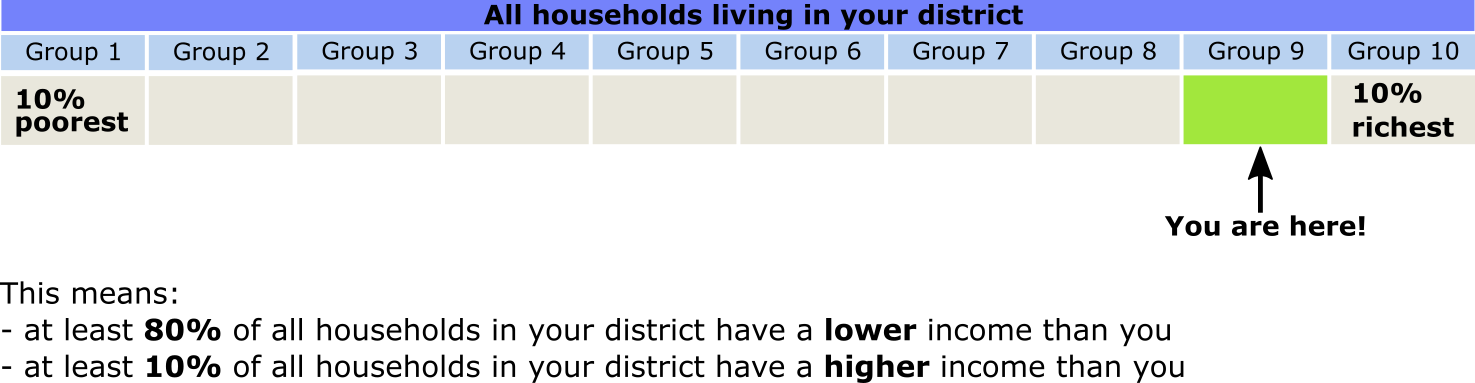 All households living in your district
Group 1 Group 2 Group 3 Group 4 Group 5 Group 6 Group 7 Group 8 Group 9 Group 10
10% poorest
10% richest
You are here!
This means:
- at least 80% of all households in your district have a lower income than you
- at least 10% of all households in your district have a higher income than you